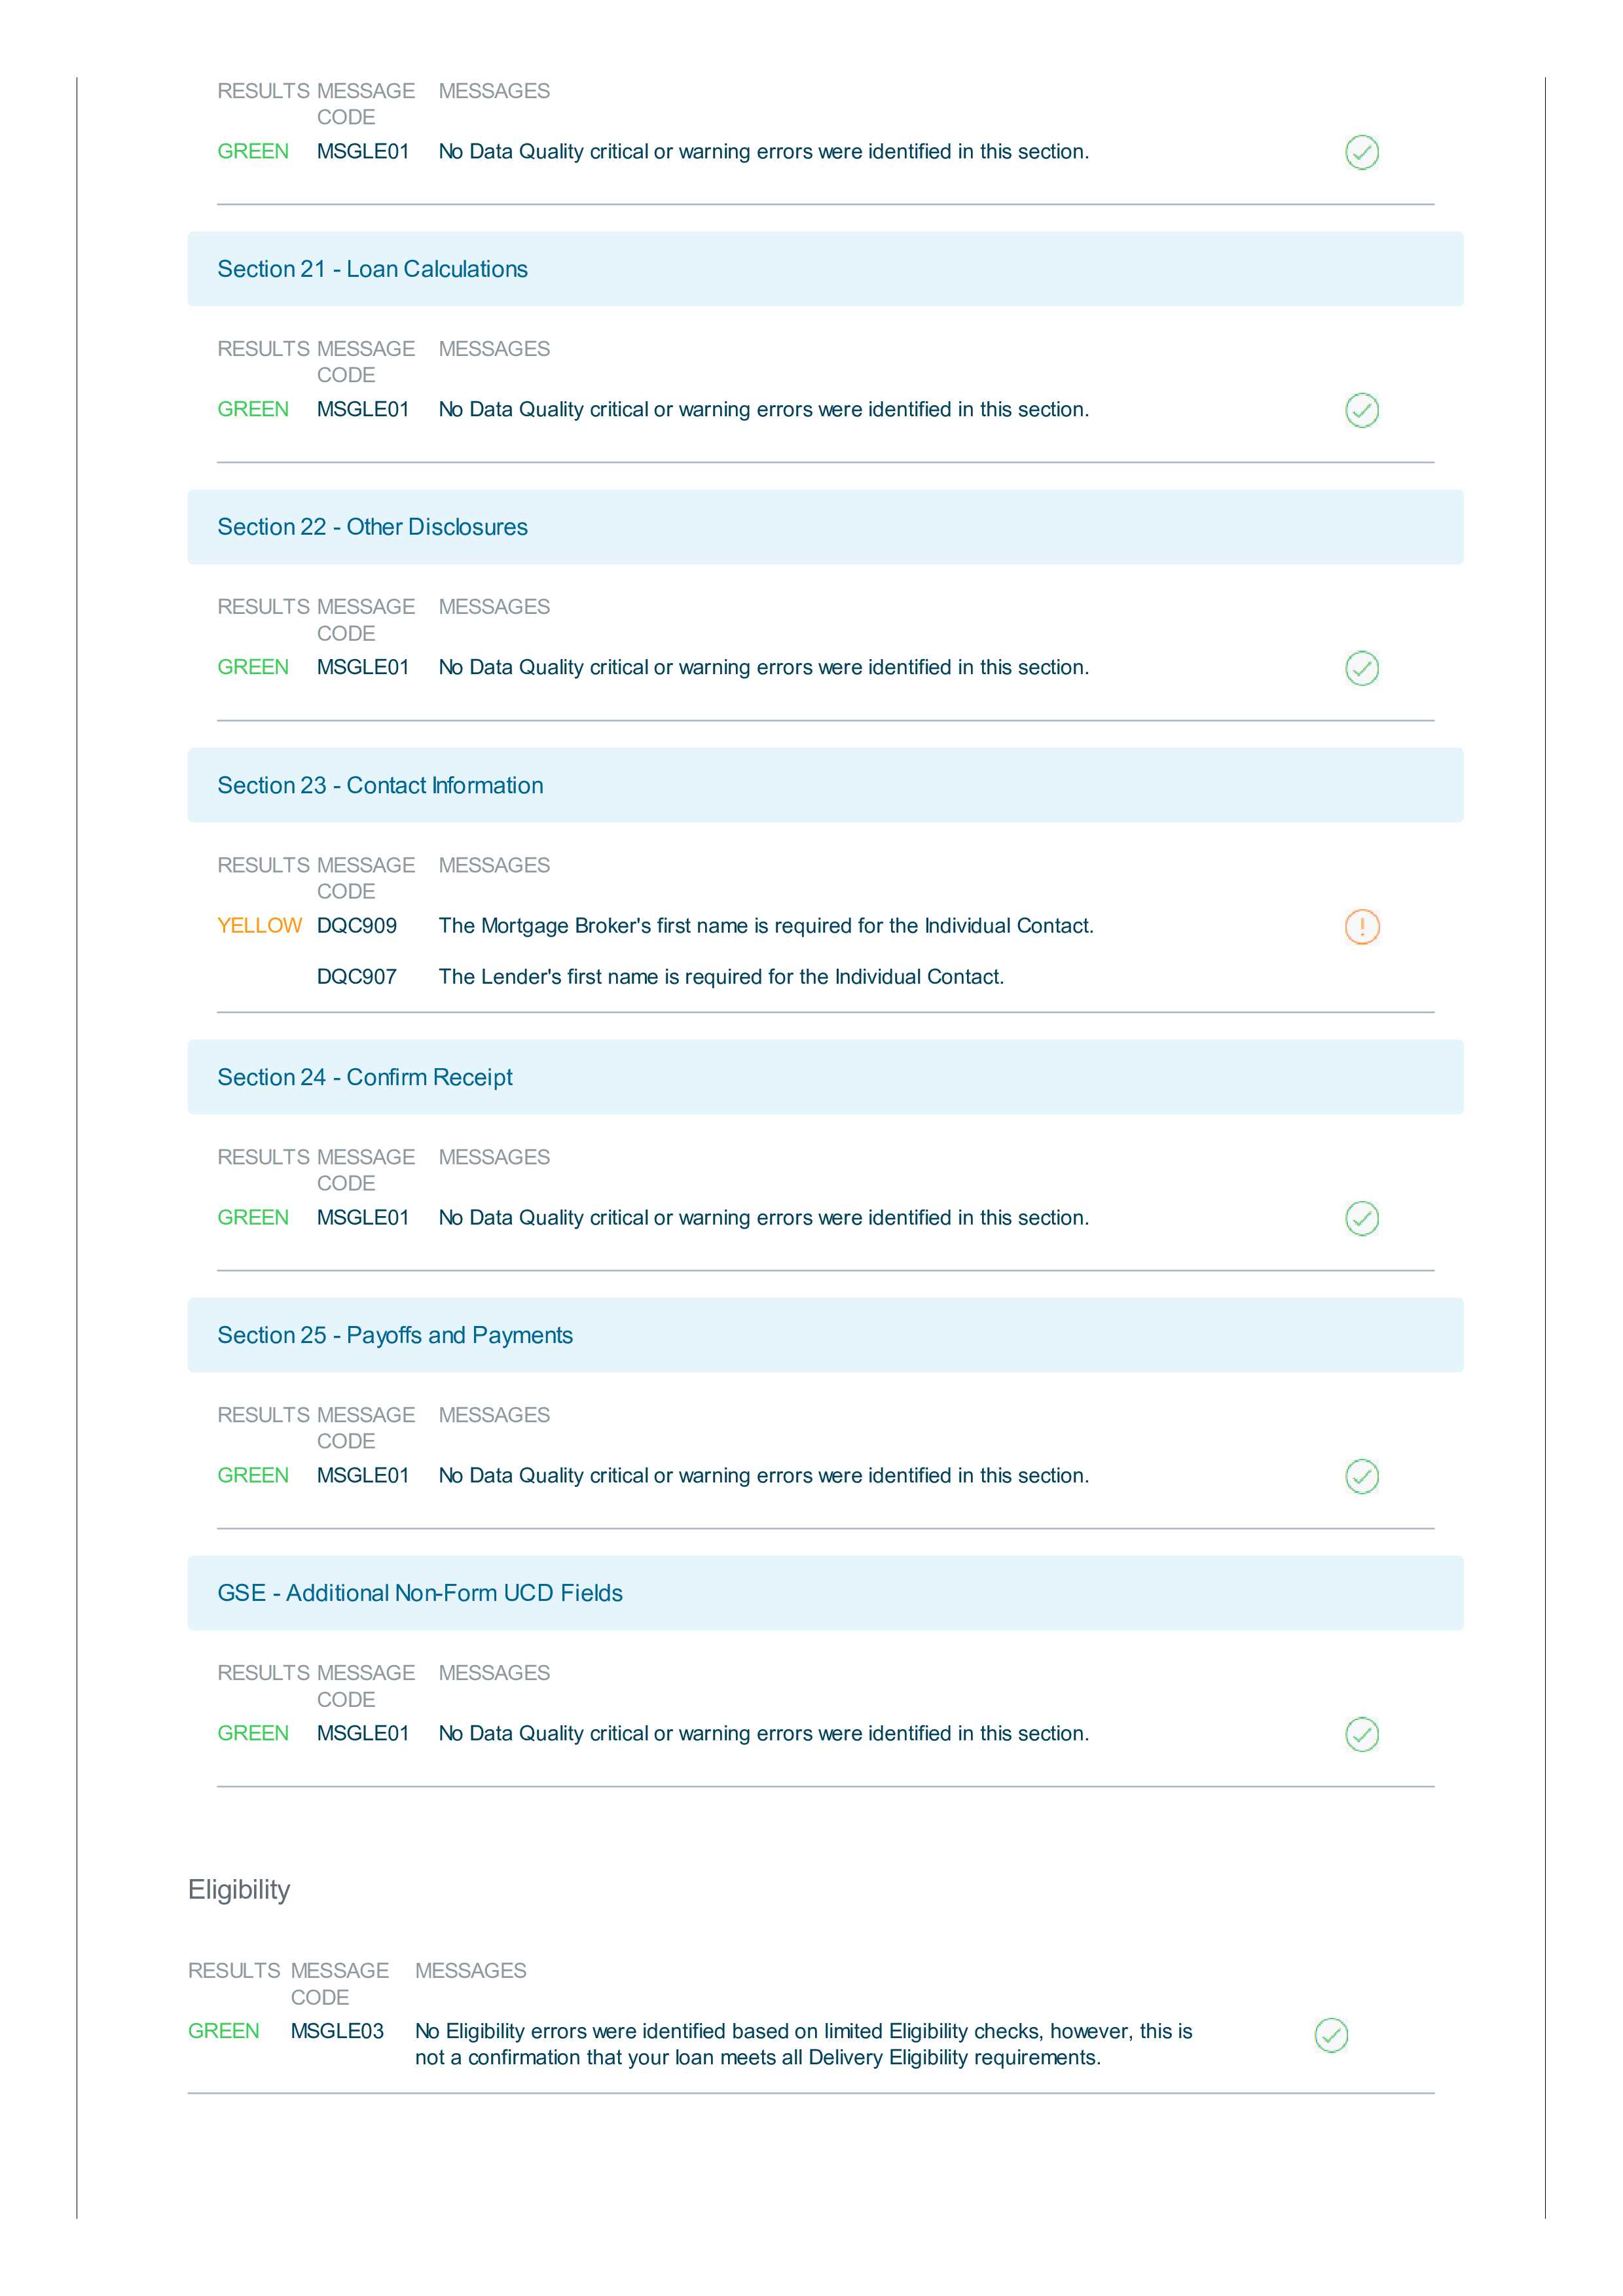 RESULTS MESSAGE CODE MESSAGES
GREEN MSGLE01 No Data Quality critical or warning errors were identified in this section.
Section 21 - Loan Calculations
RESULTS MESSAGE CODE MESSAGES
GREEN MSGLE01 No Data Quality critical or warning errors were identified in this section.
Section 22 - Other Disclosures
RESULTS MESSAGE CODE MESSAGES
GREEN MSGLE01 No Data Quality critical or warning errors were identified in this section.
Section 23 - Contact Information
RESULTS MESSAGE CODE MESSAGES
YELLOW DQC909 The Mortgage Broker's first name is required for the Individual Contact.
DQC907 The Lender's first name is required for the Individual Contact.
Section 24 - Confirm Receipt
RESULTS MESSAGE CODE MESSAGES
GREEN MSGLE01 No Data Quality critical or warning errors were identified in this section.
Section 25 - Payoffs and Payments
RESULTS MESSAGE CODE MESSAGES
GREEN MSGLE01 No Data Quality critical or warning errors were identified in this section.
GSE - Additional Non-Form UCD Fields
RESULTS MESSAGE CODE MESSAGES
GREEN MSGLE01 No Data Quality critical or warning errors were identified in this section.
Eligibility
RESULTS MESSAGE CODE MESSAGES
GREEN MSGLE03 No Eligibility errors were identified based on limited Eligibility checks, however, this is
not a confirmation that your loan meets all Delivery Eligibility requirements.